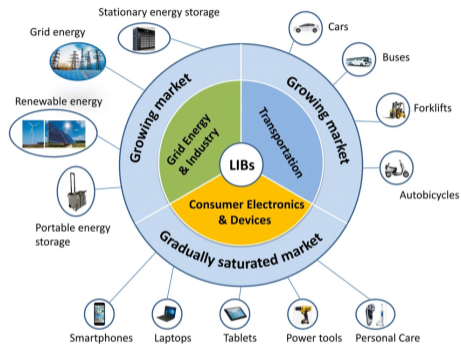 Stationary energy storage
Grid energy
Renewable energy
Portable energy
storage
Cars
Buses
Forklifts
Autobicycles
Growing market
Growing market
Gradually saturated market
Grid Energy
& Industry
Transportation
LIBs
Consumer Electronics
& Devices
Smartphones
Laptops
Tablets
Power tools
Personal Care